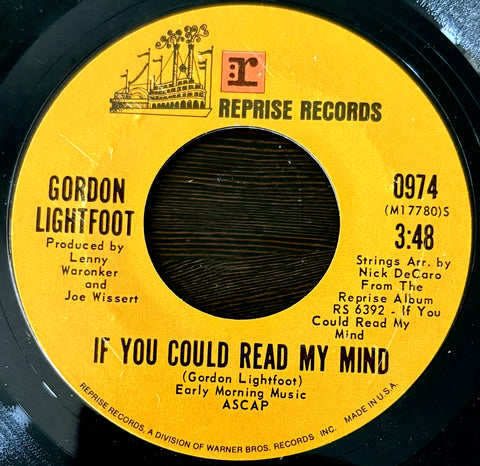 r
REPRISE RECORDS
GORDON
LIGHTFOOT
Produced by
Lenny
Waronker
and
Joe Wissert
0974
(M17780)S
3:48
Strings Arr. by
Nick DeCaro
From The
Reprise Album
RS 6392 - If You
Could Read My
Mind
IF YOU COULD READ MY MIND
(Gordon Lightfoot)
Early Morning Music
ASCAP
REPRISE RECORDS, A DIVISION OF WARNER BROS. RECORDS INC. MADE IN U.S.A.